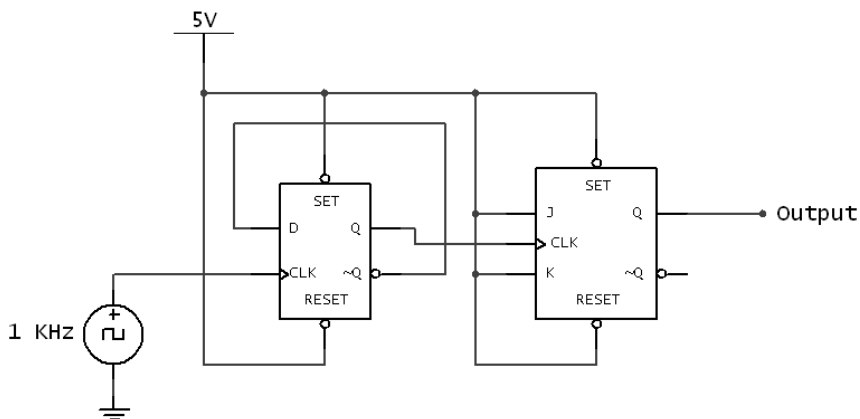 5V
SET
D Q
CLK ~Q
RESET
SET
J Q
CLK
K ~Q
RESET
Output
1 KHz